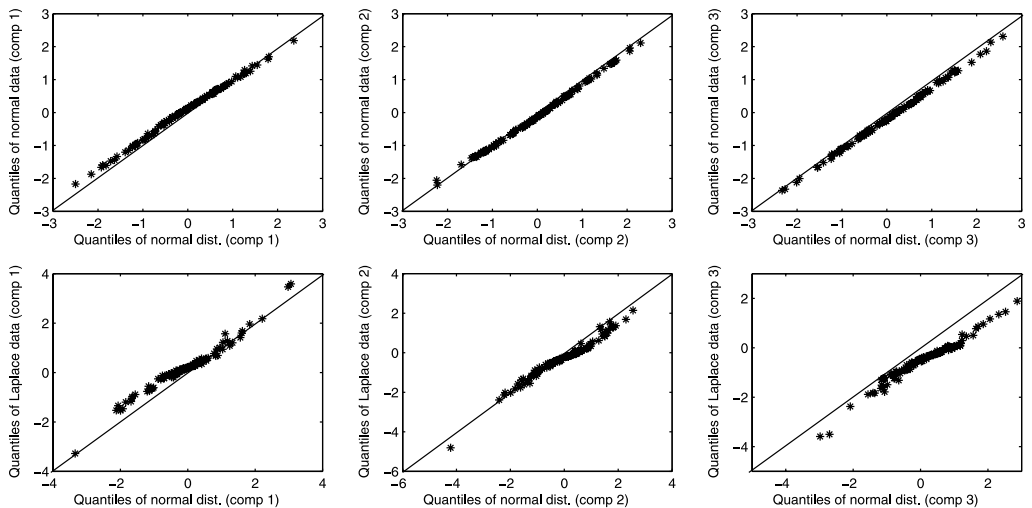 Quantiles of normal data (comp 1)
3
2
1
0
−1
−2
−3
−3 −2 −1 0 1 2 3
Quantiles of normal dist. (comp 1)
Quantiles of normal data (comp 2)
3
2
1
0
−1
−2
−3
−3 −2 −1 0 1 2 3
Quantiles of normal dist. (comp 2)
Quantiles of normal data (comp 3)
3
2
1
0
−1
−2
−3
−3 −2 −1 0 1 2 3
Quantiles of normal dist. (comp 3)
Quantiles of Laplace data (comp 1)
4
2
0
−2
−4
−4 −2 0 2 4
Quantiles of normal dist. (comp 1)
Quantiles of Laplace data (comp 2)
4
2
0
−2
−4
−6
−6 −4 −2 0 2 4
Quantiles of normal dist. (comp 2)
Quantiles of Laplace data (comp 3)
2
0
−2
−4
−4 −2 0 2
Quantiles of normal dist. (comp 3)